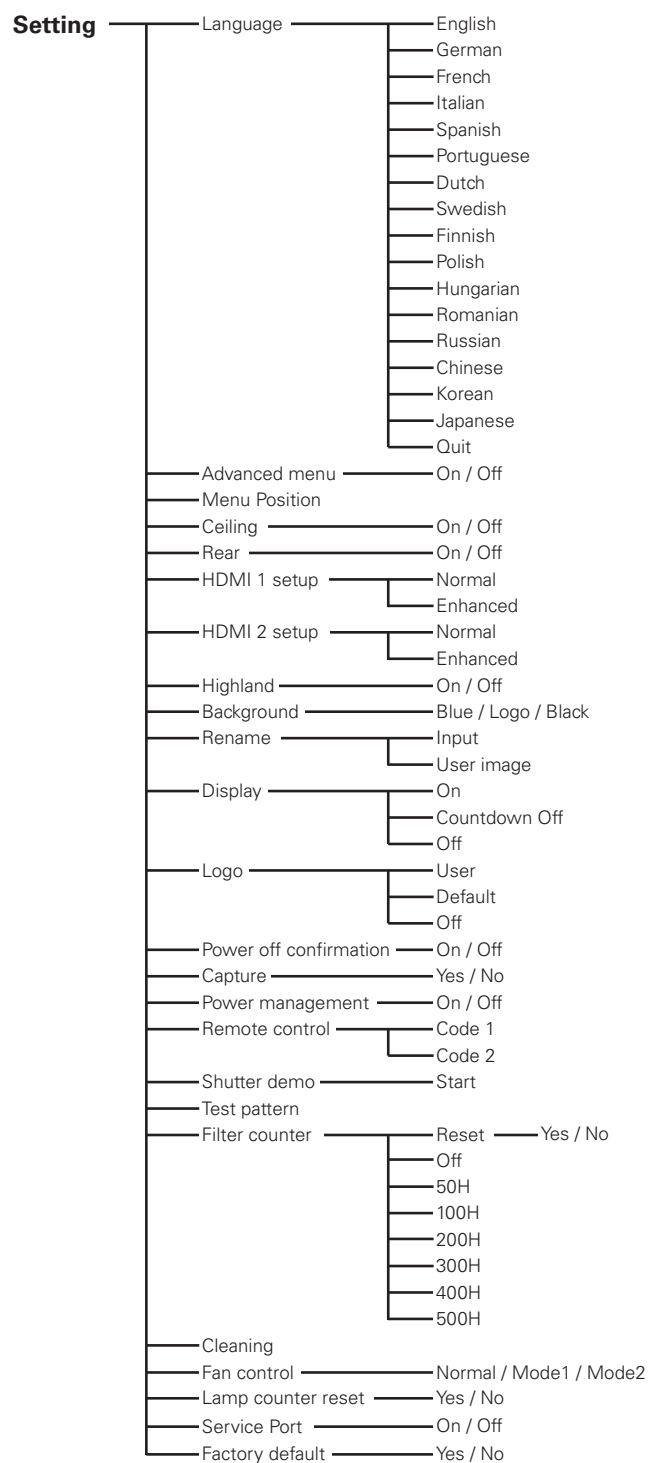 Setting Language English
German
French
Italian
Spanish
Portuguese
Dutch
Swedish
Finnish
Polish
Hungarian
Romanian
Russian
Chinese
Korean
Japanese
Quit
Advanced menu On / Off
Menu Position
Ceiling On / Off
Rear On / Off
HDMI 1 setup Normal
Enhanced
HDMI 2 setup Normal
Enhanced
Highland On / Off
Background Blue / Logo / Black
Rename Input
User image
Display On
Countdown Off
Off
Logo User
Default
Off
Power off confirmation On / Off
Capture Yes / No
Power management On / Off
Remote control Code 1
Code 2
Shutter demo Start
Test pattern
Filter counter Reset Yes / No
Off
50H
100H
200H
300H
400H
500H
Cleaning
Fan control Normal / Mode1 / Mode2
Lamp counter reset Yes / No
Service Port On / Off
Factory default Yes / No